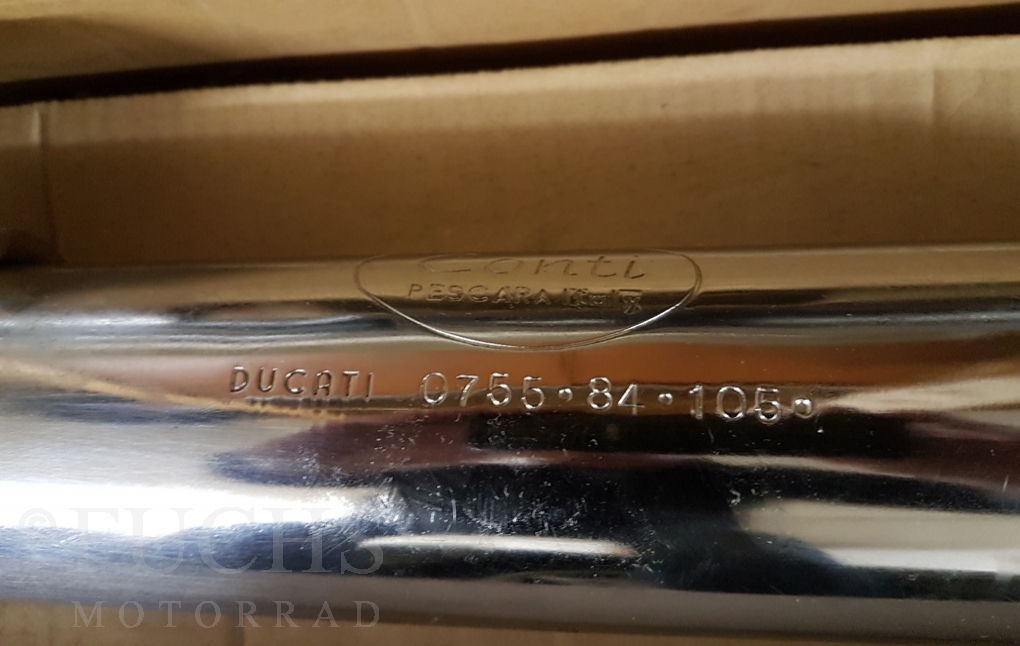 Conti
PESCARA
DUCATI 0755•84•105•
© FUCHS
MOTORRAD